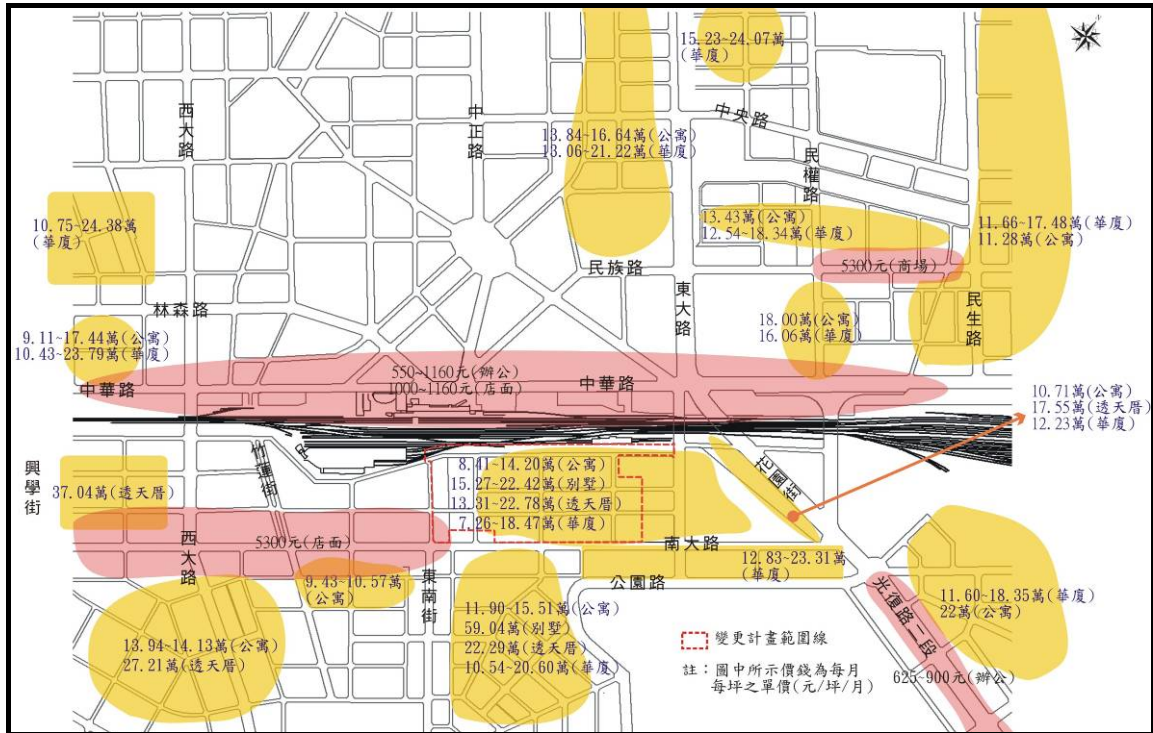 15.23~24.07萬
(華廈)
中央路
西大路
中正路
13.84~16.64萬(公寓)
13.06~21.22萬(華廈)
民權路
10.75~24.38萬
(華廈)
13.43萬(公寓)
12.54~18.34萬(華廈)
11.66~17.48萬(華廈)
11.28萬(公寓)
民族路
5300元(商場)
東大路
民生路
林森路
18.00萬(公寓)
16.06萬(華廈)
9.11~17.44萬(公寓)
10.43~23.79萬(華廈)
550~1160元(辦公)
1000~1160元(店面)
中華路
中華路
10.71萬(公寓)
17.55萬(透天厝)
12.23萬(華廈)
竹蓮街
花園街
興學街
37.04萬(透天厝)
8.41~14.20萬(公寓)
15.27~22.42萬(別墅)
13.31~22.78萬(透天厝)
7.26~18.47萬(華廈)
西大路
5300元(店面)
南大路
12.83~23.31萬
(華廈)
9.43~10.57萬
(公寓)
東南街
公園路
光復路二段
11.60~18.35萬(華廈)
22萬(公寓)
13.94~14.13萬(公寓)
27.21萬(透天厝)
11.90~15.51萬(公寓)
59.04萬(別墅)
22.29萬(透天厝)
10.54~20.60萬(華廈)
變更計畫範圍線
註：圖中所示價錢為每月
每坪之單價(元/坪/月)
625~900元(辦公)